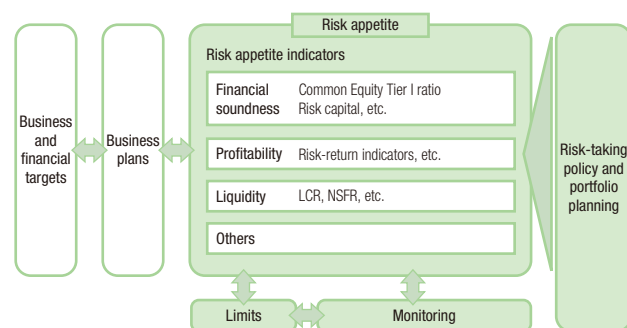 Risk appetite
Risk appetite indicators
Financial
soundness
Common Equity Tier I ratio
Risk capital, etc.
Profitability
Risk-return indicators, etc.
Liquidity
LCR, NSFR, etc.
Others
Business
and
financial
targets
Business
plans
Risk-taking
policy and
portfolio
planning
Limits
Monitoring